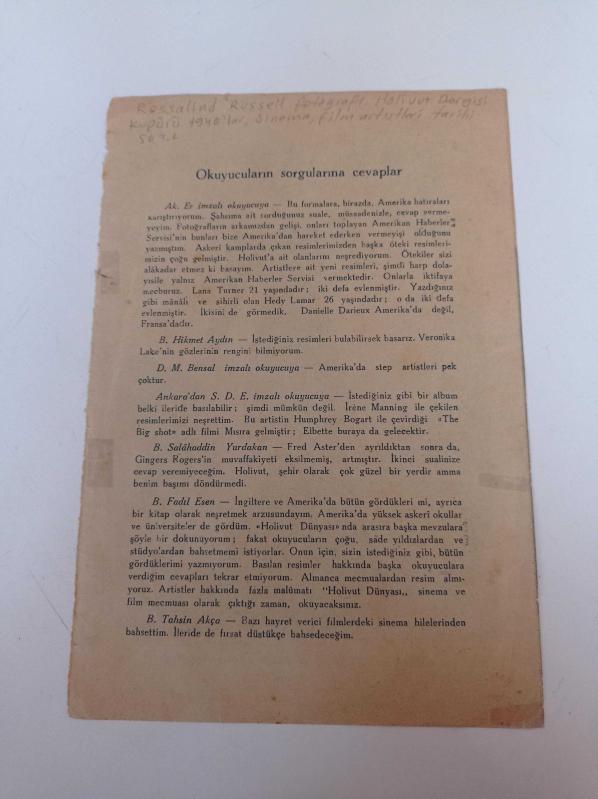 Rossalind Russell fotografı. Holivut Dergisi
kupürü 1940'lar, Sinema, film artistleri tarihi
Okuyucuların sorgularına cevaplar
Ak. Er imzalı okuyucuya — Bu formalara, birazda, Amerika hatıraları
karıştırıyorum. Şahsıma ait sorduğunuz suale, müsaadenizle, cevap verme-
yeyim. Fotoğrafların arkamızdan gelişi, onları toplayan Amerikan Haberler
Servisi'nin bunları bize Amerika'dan hareket ederken vermeyişi olduğunu
yazmıştım. Askerî kamplarda çıkan resimlerimizden başka öteki resimleri-
mizin çoğu gelmiştir. Holivut'a ait olanlarını neşrediyorum. Ötekiler sizi
alâkadar etmez ki basayım. Artistlere ait yeni resimleri, şimdi harp dola-
yısile yalnız Amerikan Haberler Servisi vermektedir. Onlarla iktifaya
mecburuz. Lana Turner 21 yaşındadır; iki defa evlenmiştir. Yazdığınız
gibi mânâlı ve sihirli olan Hedy Lamar 26 yaşındadır; o da iki defa
evlenmiştir. İkisini de görmedik. Danielle Darieux Amerika'da değil,
Fransa'dadır.
B. Hikmet Aydın — İstediğiniz resimleri bulabilirsek basarız. Veronika
Lake'nin gözlerinin rengini bilmiyorum.
D. M. Bensal imzalı okuyucuya — Amerika'da step artistleri pek
çoktur.
Ankara'dan S. D. E. imzalı okuyucuya — İstediğiniz gibi bir album
belki ileride basılabilir; şimdi mümkün değil. İrène Manning ile çekilen
resimlerimizi neşrettim. Bu artistin Humphrey Bogart ile çevirdiği «The
Big shot» adlı filmi Mısıra gelmiştir; Elbette buraya da gelecektir.
B. Salâhaddin Yurdakan — Fred Aster'den ayrıldıktan sonra da,
Gingers Rogers'in muvaffakiyeti eksilmemiş, artmıştır. İkinci sualinize
cevap veremiyeceğim. Holivut, şehir olarak çok güzel bir yerdir amma
benim başımı döndürmedi.
B. Fadıl Esen — İngiltere ve Amerika'da bütün gördükleri mi, ayrıca
bir kitap olarak neşretmek arzusundayım. Amerika'da yüksek askerî okullar
ve üniversiteler de gördüm. «Holivut Dünyası» nda arasıra başka mevzulara
şöyle bir dokunuyorum; fakat okuyucuların çoğu, sade yıldızlardan ve
stüdyolardan bahsetmemi istiyorlar. Onun için, sizin istediğiniz gibi, bütün
gördüklerimi yazmıyorum. Basılan resimler hakkında başka okuyuculara
verdiğim cevapları tekrar etmiyorum. Almanca mecmualardan resim almı-
yoruz. Artistler hakkında fazla malûmatı "Holivut Dünyası,, sinema ve
film mecmuası olarak çıktığı zaman, okuyacaksınız.
B. Tahsin Akça — Bazı hayret verici filmlerdeki sinema hilelerinden
bahsettim. İleride de fırsat düştükçe bahsedeceğim.